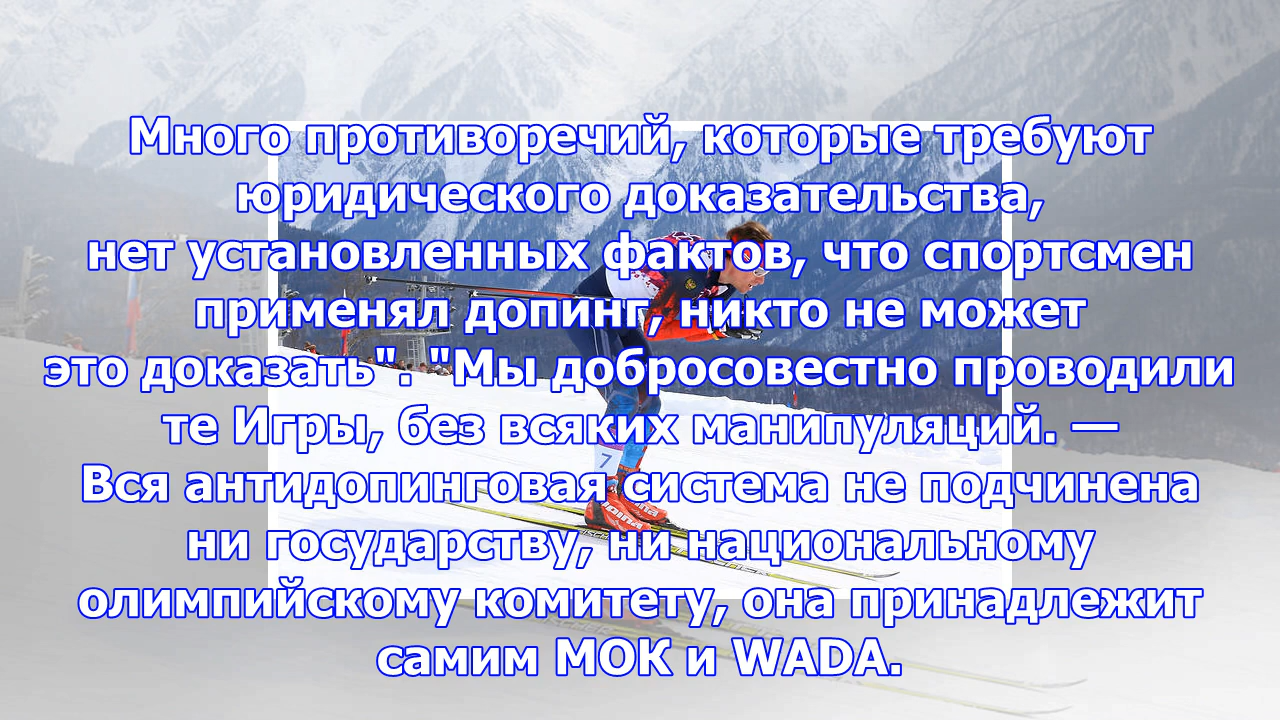 Много противоречий, которые требуют
юридического доказательства,
нет установленных фактов, что спортсмен
применял допинг, никто не может
это доказать". "Мы добросовестно проводили
те Игры, без всяких манипуляций. —
Вся антидопинговая система не подчинена
ни государству, ни национальному
олимпийскому комитету, она принадлежит
самим МОК и WADA.
7